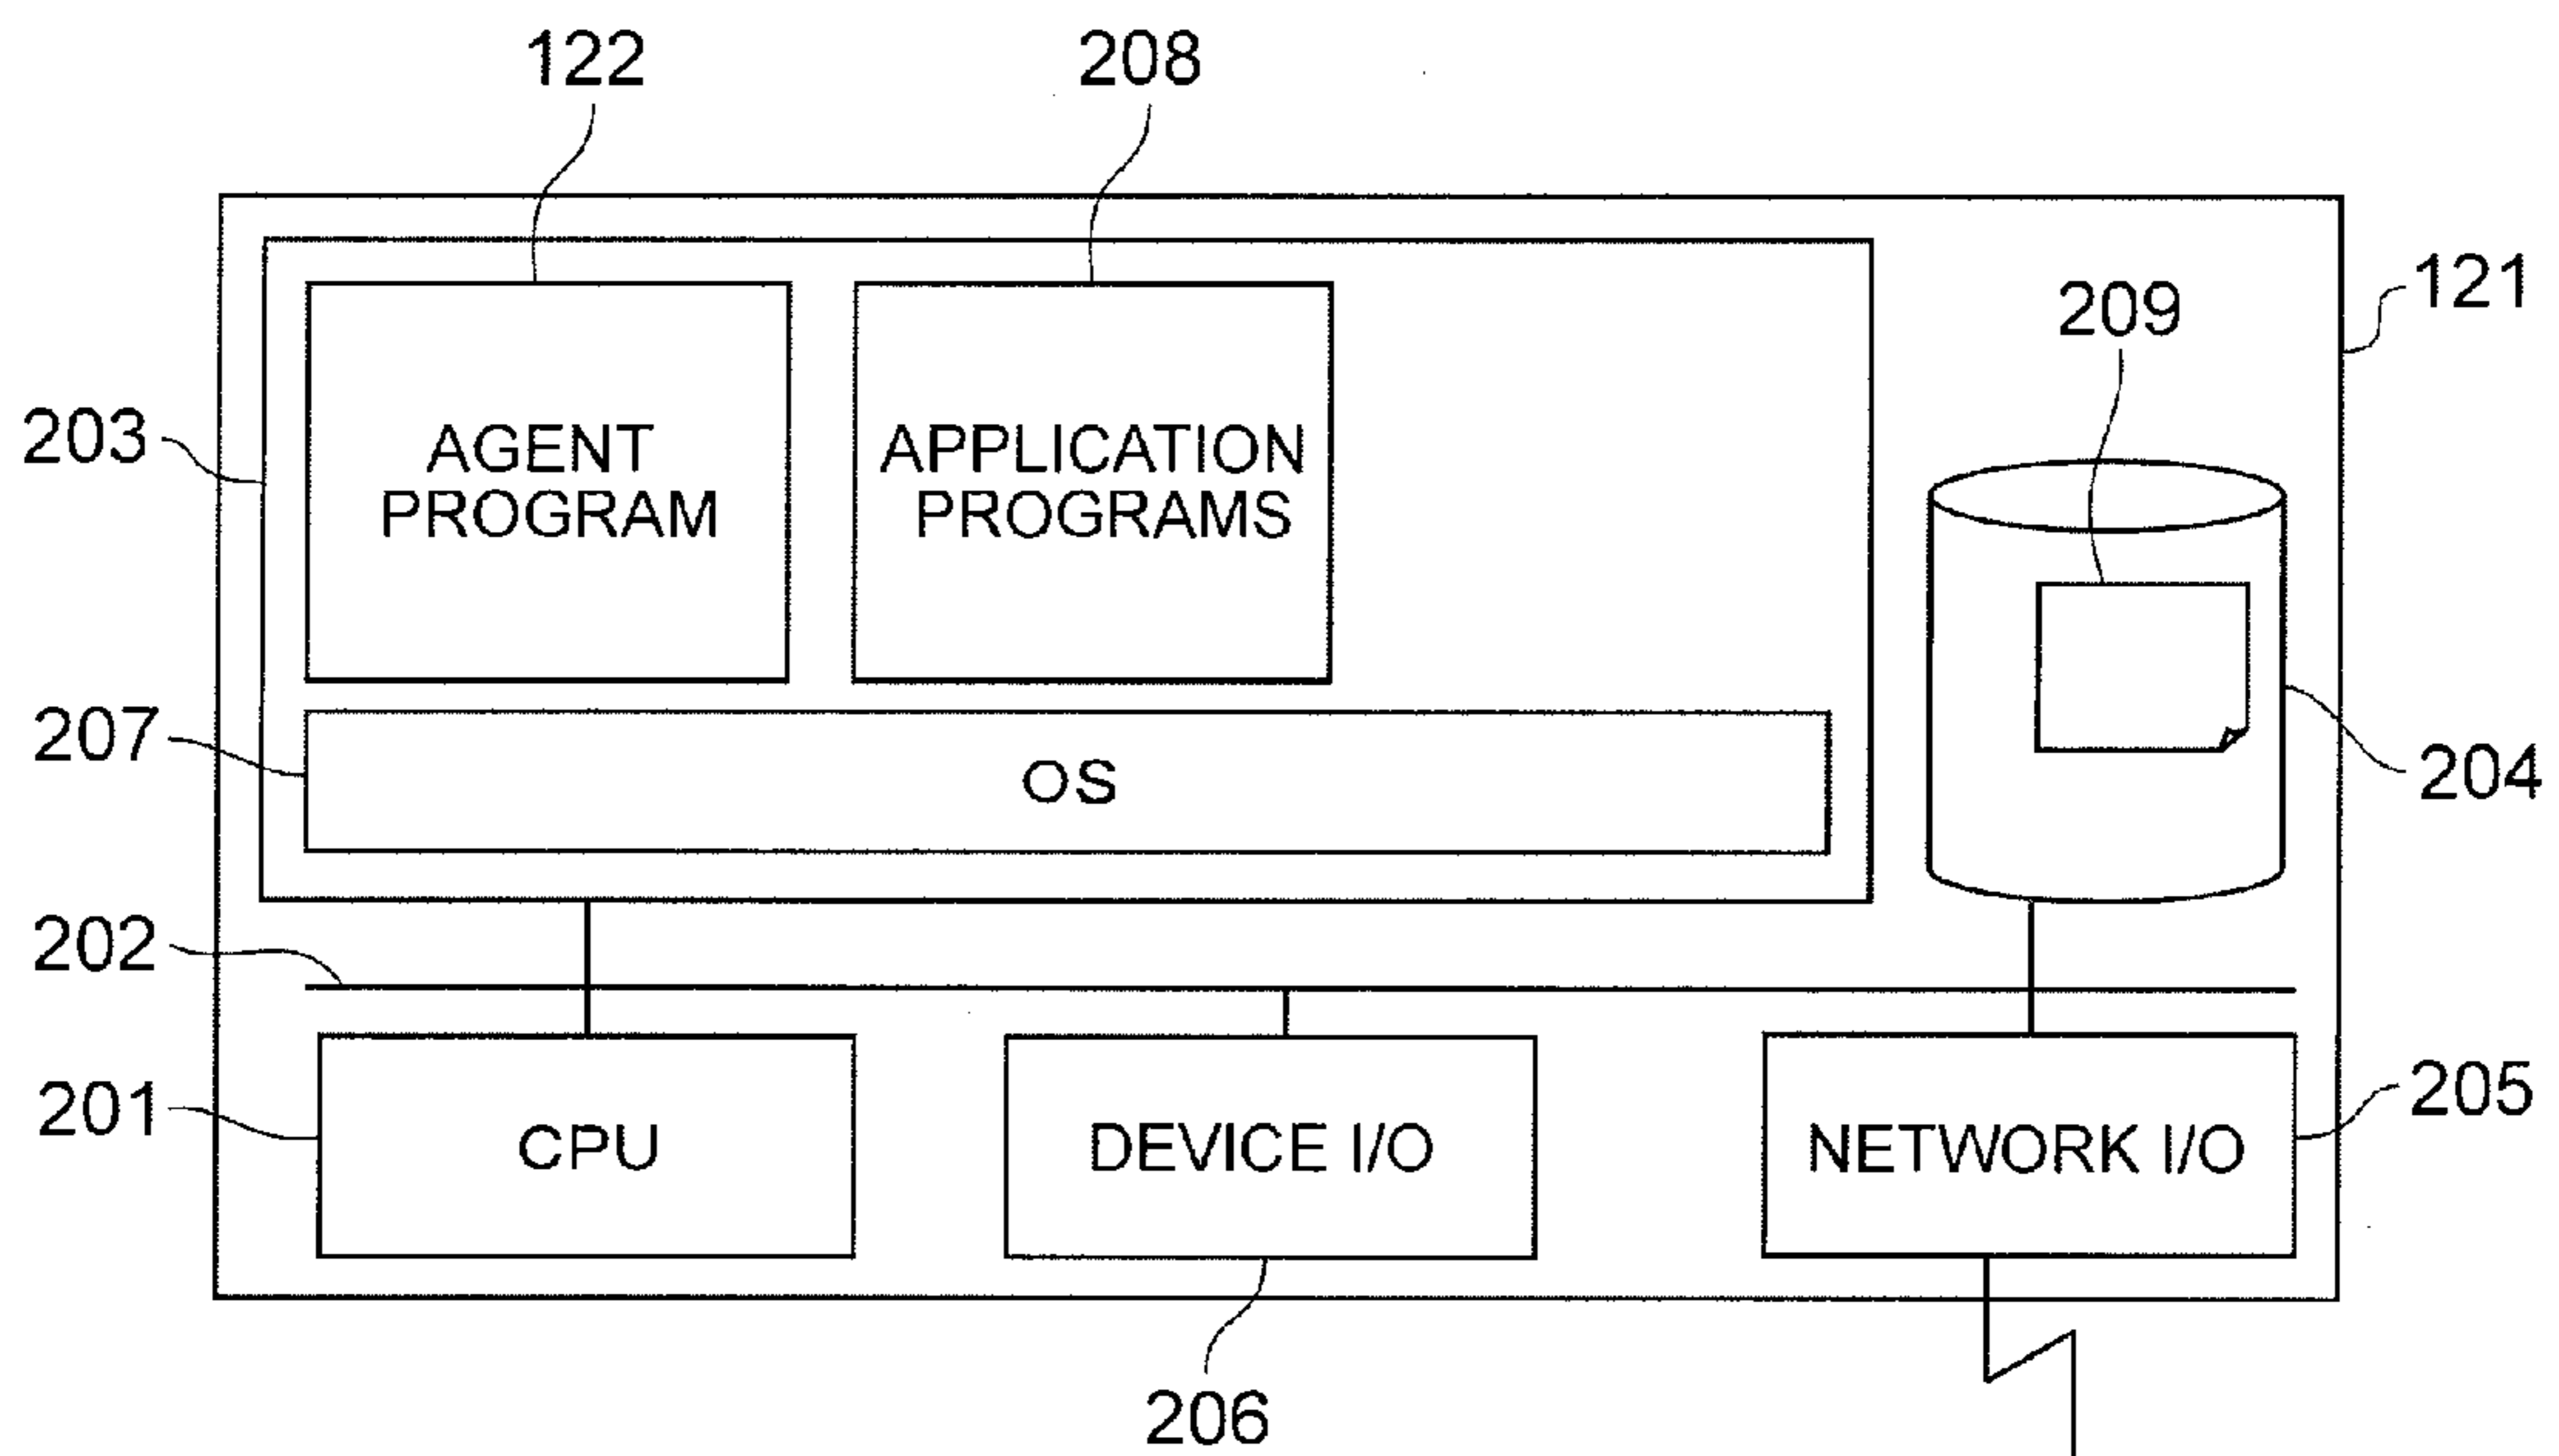 122
208
121
209
203
AGENT
PROGRAM
APPLICATION
PROGRAMS
207
OS
204
202
201
CPU
DEVICE I/O
NETWORK I/O
205
206